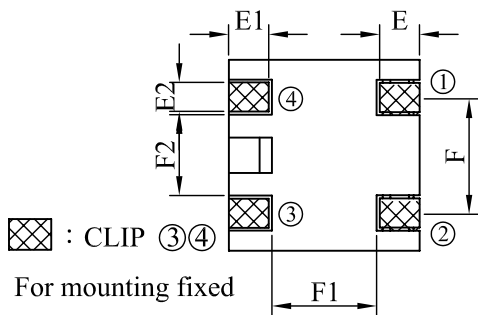 E1 E
①
E2 ④
F2 F
③
②
: CLIP ③④
For mounting fixed
F1